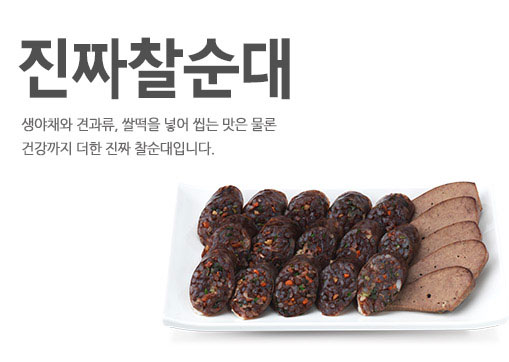 진짜찰순대
생야채와 견과류, 쌀떡을 넣어 씹는 맛은 물론
건강까지 더한 진짜 찰순대입니다.